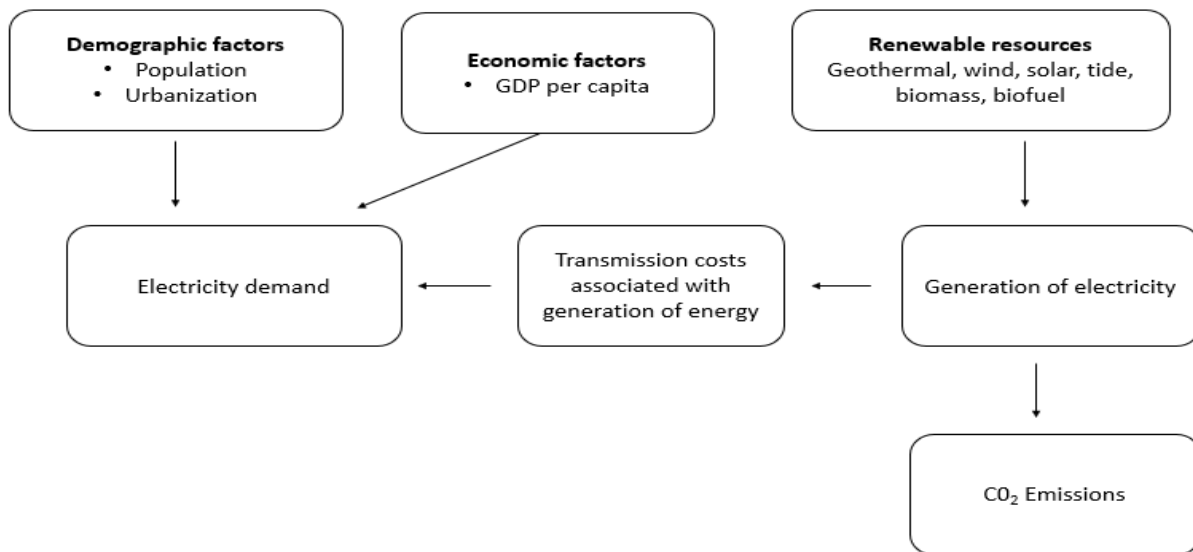 Demographic factors
• Population
• Urbanization
Economic factors
• GDP per capita
Renewable resources
Geothermal, wind, solar, tide,
biomass, biofuel
Electricity demand
Transmission costs
associated with
generation of energy
Generation of electricity
C0₂ Emissions